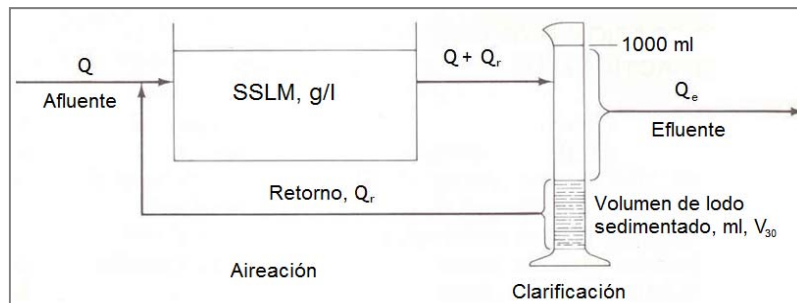 Q
Afluente
SSLM, g/l
Q + Qᵣ
1000 ml
Qₑ
Efluente
Retorno, Qᵣ
Volumen de lodo
sedimentado, ml, V₃₀
Aireación
Clarificación